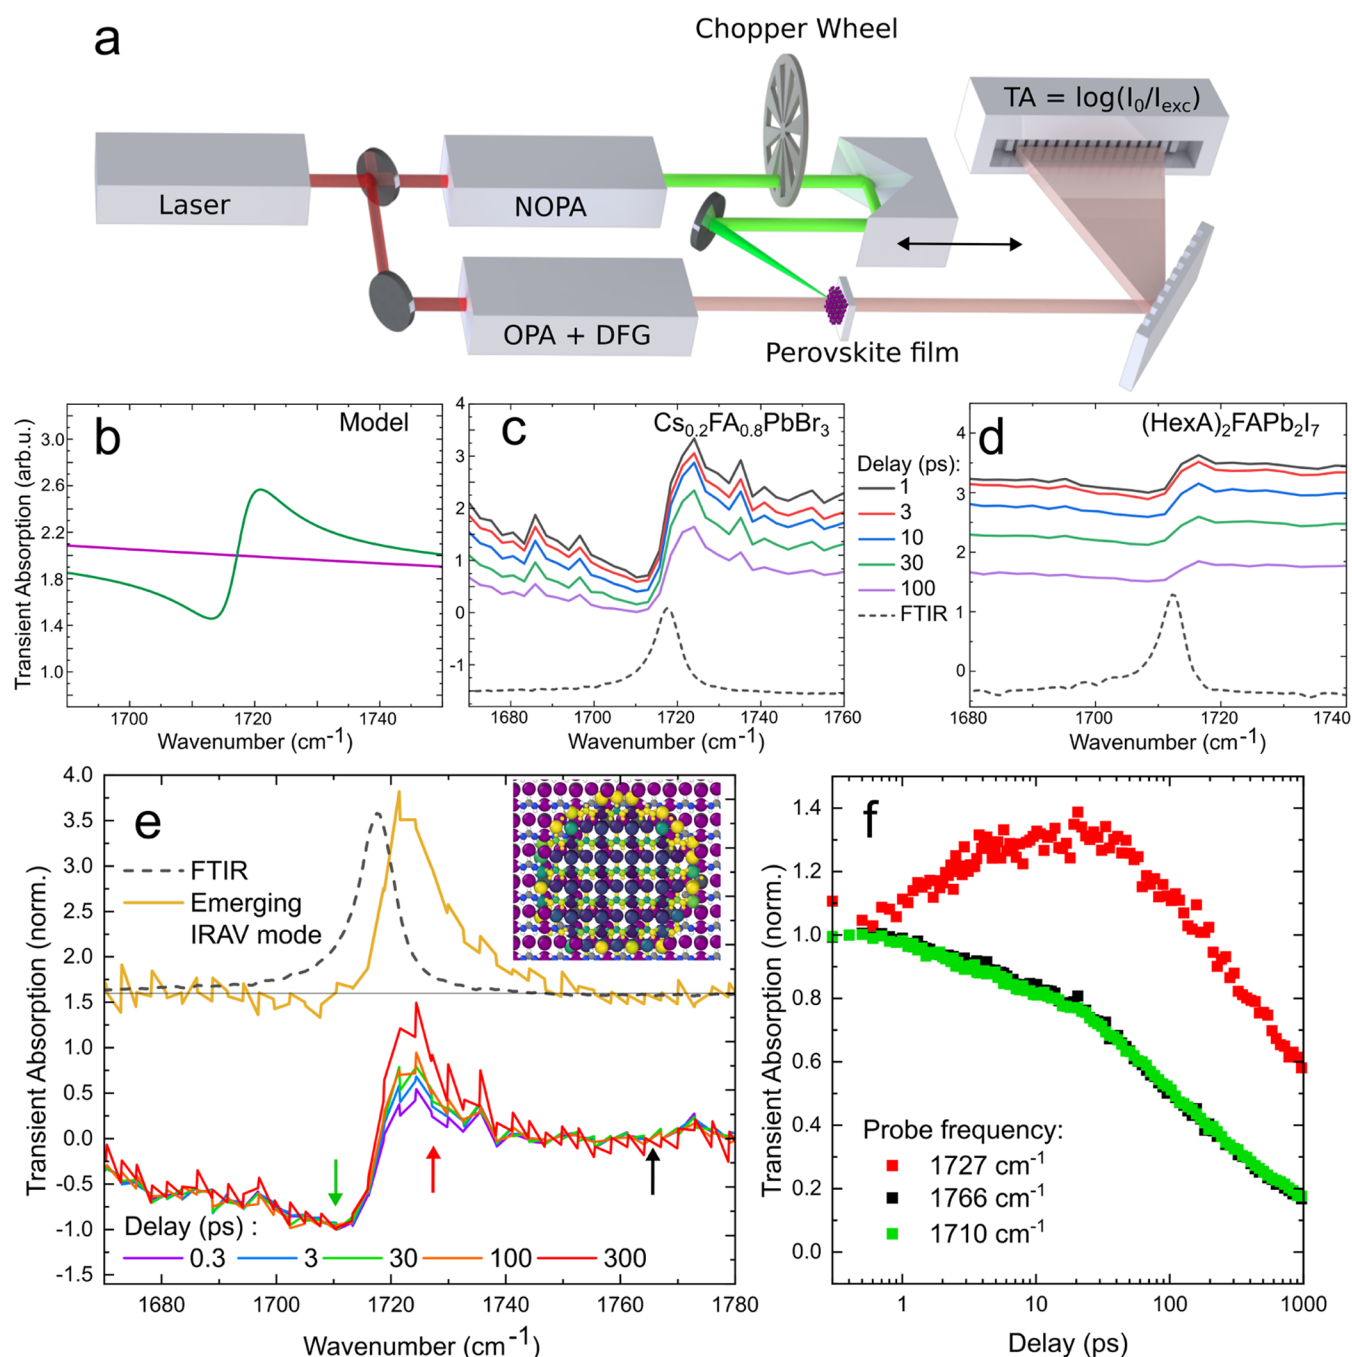 a
Chopper Wheel
TA = log(I₀/Iₑₓ꜀)
Laser
NOPA
OPA + DFG
Perovskite film
b
Model
Transient Absorption (arb.u.)
3.0
2.6
2.2
1.8
1.4
1.0
1700
1720
1740
Wavenumber (cm⁻¹)
c
Cs₀.₂FA₀.₈PbBr₃
4
3
2
1
0
-1
1680
1700
1720
1740
1760
Wavenumber (cm⁻¹)
Delay (ps):
1
3
10
30
100
FTIR
d
(HexA)₂FAPb₂I₇
4
3
2
1
0
1680
1700
1720
1740
Wavenumber (cm⁻¹)
e
FTIR
Emerging
IRAV mode
Transient Absorption (norm.)
4.0
3.5
3.0
2.5
2.0
1.5
1.0
0.5
0.0
-0.5
-1.0
-1.5
Delay (ps) :
0.3
3
30
100
300
1680
1700
1720
1740
1760
1780
Wavenumber (cm⁻¹)
f
Transient Absorption (norm.)
1.4
1.2
1.0
0.8
0.6
0.4
0.2
0.0
Probe frequency:
1727 cm⁻¹
1766 cm⁻¹
1710 cm⁻¹
1
10
100
1000
Delay (ps)